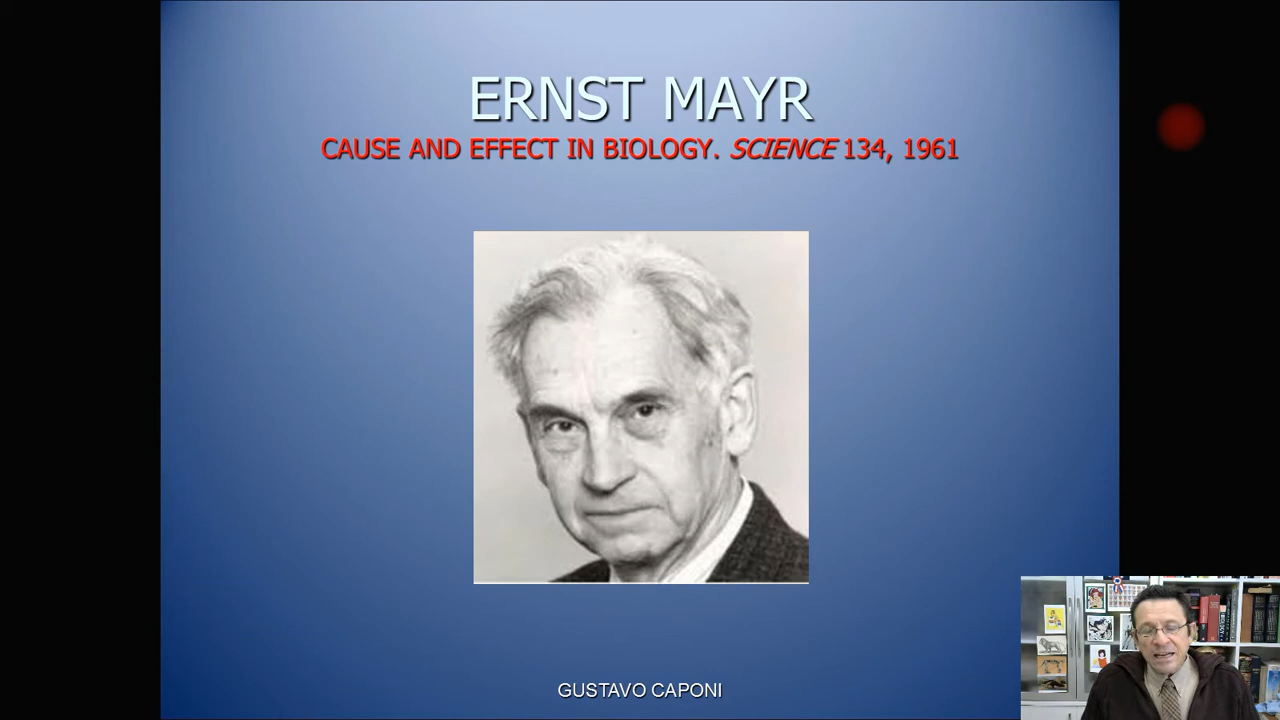 ERNST MAYR
CAUSE AND EFFECT IN BIOLOGY. SCIENCE 134, 1961
GUSTAVO CAPONI